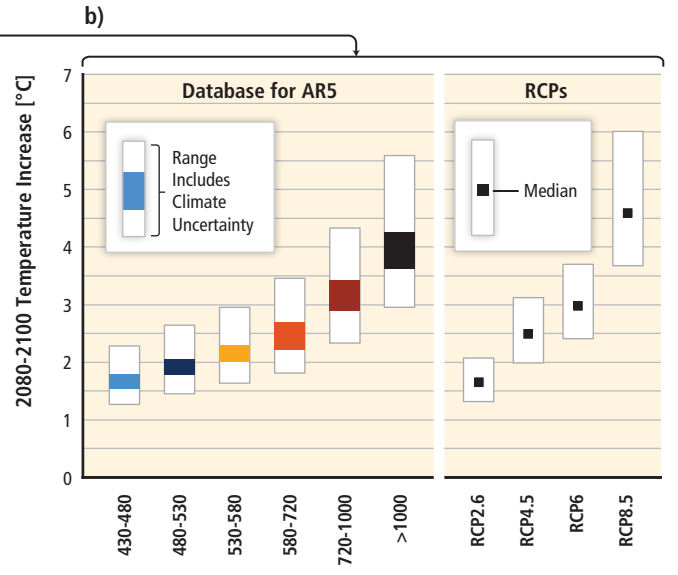 b)
2080-2100 Temperature Increase [°C]
7
6
5
4
3
2
1
0
Database for AR5
Range
Includes
Climate
Uncertainty
RCPs
Median
430-480
480-530
530-580
580-720
720-1000
>1000
RCP2.6
RCP4.5
RCP6
RCP8.5